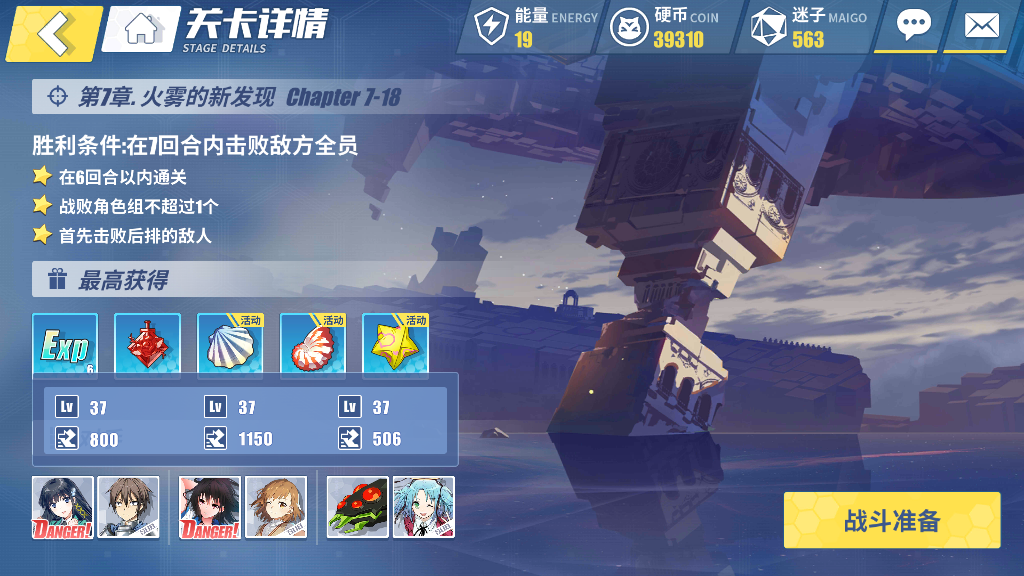 关卡详情
STAGE DETAILS
能量 ENERGY
19
硬币 COIN
39310
迷子 MAIGO
563
第7章. 火雾的新发现 Chapter 7-18
胜利条件:在7回合内击败敌方全员
在6回合以内通关
战败角色组不超过1个
首先击败后排的敌人
最高获得
Exp
6
活动
活动
活动
Lv 37
Lv 37
Lv 37
800
1150
506
DANGER!
DANGER!
战斗准备